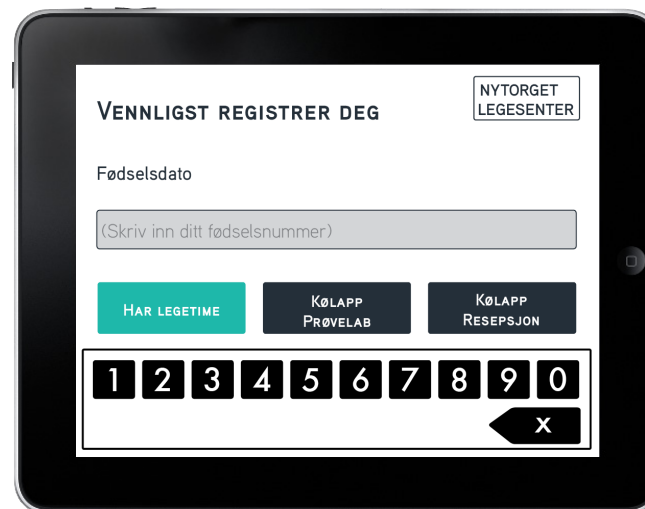 NYTORGET
LEGESENTER
VENNLIGST REGISTRER DEG
Fødselsdato
(Skriv inn ditt fødselsnummer)
HAR LEGETIME
KØLAPP
PRØVELAB
KØLAPP
RESEPSJON
1 2 3 4 5 6 7 8 9 0
X